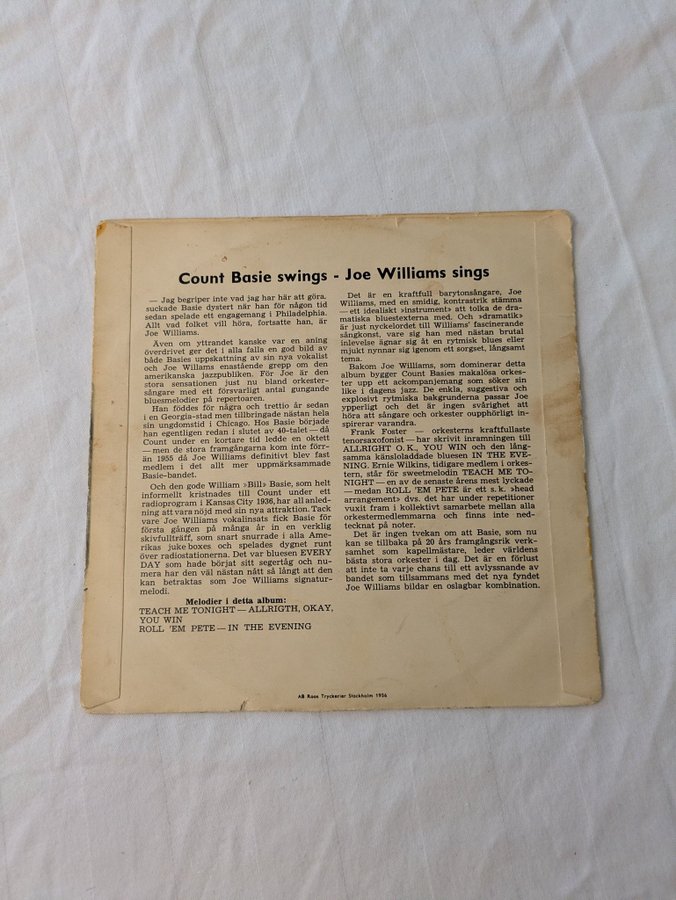 Count Basie swings - Joe Williams sings
— Jag begriper inte vad jag har här att göra,
suckade Basie dystert när han för någon tid
sedan spelade ett engagemang i Philadelphia.
Allt vad folket vill höra, fortsatte han, är
Joe Williams.
Även om yttrandet kanske var en aning
överdrivet ger det i alla falla en god bild av
både Basies uppskattning av sin nya vokalist
och Joe Willams enastående grepp om den
amerikanska jazzpubliken. För Joe är den
stora sensationen just nu bland orkester-
sångare med ett försvarligt antal gungande
bluesmelodier på repertoaren.
Han föddes för några och trettio år sedan
i en Georgia-stad men tillbringade nästan hela
sin ungdomstid i Chicago. Hos Basie började
han egentligen redan i slutet av 40-talet — då
Count under en kortare tid ledde en oktett
— men de stora framgångarna kom inte förr-
än 1955 då Joe Williams definitivt blev fast
medlem i det allt mer uppmärksammade
Basie-bandet.
Och den gode William »Bill» Basie, som helt
informellt kristnades till Count under ett
radioprogram i Kansas City 1936, har all anled-
ning att vara nöjd med sin nya attraktion. Tack
vare Joe Williams vokalinsats fick Basie för
första gången på många år in en verklig
skivfullträff, som snart snurrade i alla Ame-
rikas juke boxes och spelades dygnet runt
över radiostationerna. Det var bluesen EVERY
DAY som hade börjat sitt segertåg och nu-
mera har den väl nästan nått så långt att den
kan betraktas som Joe Williams signatur-
melodi.
Melodier i detta album:
TEACH ME TONIGHT — ALLRIGTH, OKAY,
YOU WIN
ROLL 'EM PETE — IN THE EVENING
Det är en kraftfull barytonsångare, Joe
Williams, med en smidig, kontrastrik stämma
— ett idealiskt »instrument» att tolka de dra-
matiska bluestexterna med. Och »dramatik»
är just nyckelordet till Williams' fascinerande
sångkonst, vare sig han med nästan brutal
inlevelse ägnar sig åt en rytmisk blues eller
mjukt nynnar sig igenom ett sorgset, långsamt
tema.
Bakom Joe Williams, som dominerar detta
album bygger Count Basies makalösa orkes-
ter upp ett ackompanjemang som söker sin
like i dagens jazz. De enkla, suggestiva och
explosivt rytmiska bakgrunderna passar Joe
ypperligt och det är ingen svårighet att
höra att sångare och orkester oupphörligt in-
spirerar varandra.
Frank Foster — orkesterns kraftfullaste
tenorsaxofonist — har skrivit inramningen till
ALLRIGHT O. K., YOU WIN och den lång-
samma känsloladdade bluesen IN THE EVE-
NING. Ernie Wilkins, tidigare medlem i orkes-
tern, står för sweetmelodin TEACH ME TO-
NIGHT — en av de senaste årens mest lyckade
— medan ROLL 'EM PETE är ett s. k. »head
arrangement» dvs. det har under repetitioner
vuxit fram i kollektivt samarbete mellan alla
orkestermedlemmarna och finns inte ned-
tecknat på noter.
Det är ingen tvekan om att Basie, som nu
kan se tillbaka på 20 års framgångsrik verk-
samhet som kapellmästare, leder världens
bästa stora orkester i dag. Det är en förlust
att inte ta varje chans till ett avlyssnande av
bandet som tillsammans med det nya fyndet
Joe Williams bildar en oslagbar kombination.
AB Roos Tryckerier Stockholm 1956